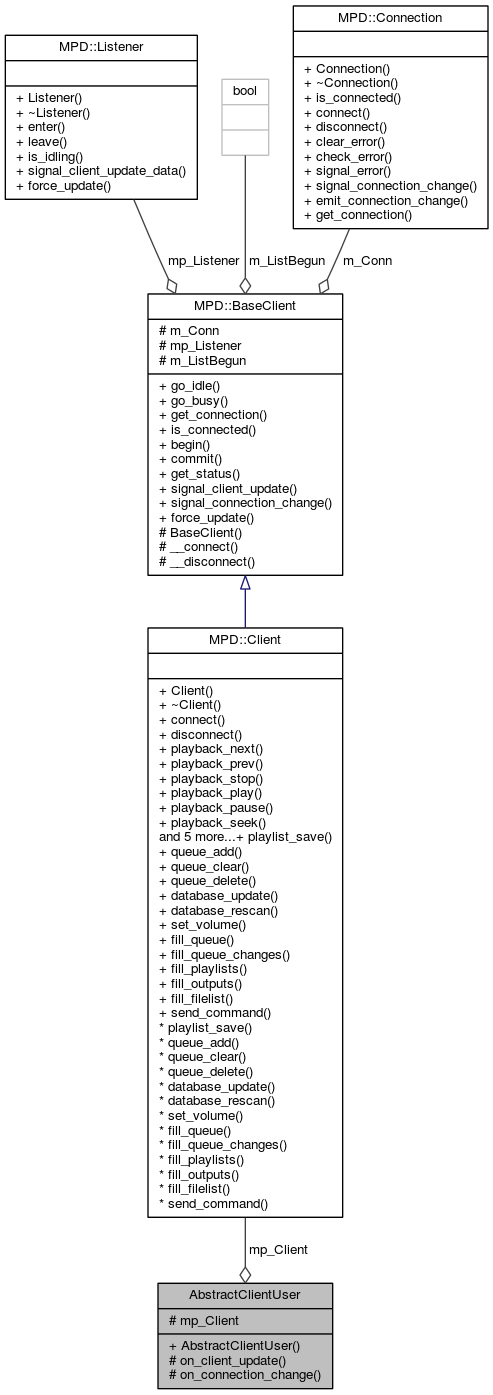 MPD::Listener
+ Listener()
+ ~Listener()
+ enter()
+ leave()
+ is_idling()
+ signal_client_update_data()
+ force_update()
bool
MPD::Connection
+ Connection()
+ ~Connection()
+ is_connected()
+ connect()
+ disconnect()
+ clear_error()
+ check_error()
+ signal_error()
+ signal_connection_change()
+ emit_connection_change()
+ get_connection()
mp_Listener
m_ListBegun
m_Conn
MPD::BaseClient
# m_Conn
# mp_Listener
# m_ListBegun
+ go_idle()
+ go_busy()
+ get_connection()
+ is_connected()
+ begin()
+ commit()
+ get_status()
+ signal_client_update()
+ signal_connection_change()
+ force_update()
# BaseClient()
# __connect()
# __disconnect()
MPD::Client
+ Client()
+ ~Client()
+ connect()
+ disconnect()
+ playback_next()
+ playback_prev()
+ playback_stop()
+ playback_play()
+ playback_pause()
+ playback_seek()
and 5 more...+ playlist_save()
+ queue_add()
+ queue_clear()
+ queue_delete()
+ database_update()
+ database_rescan()
+ set_volume()
+ fill_queue()
+ fill_queue_changes()
+ fill_playlists()
+ fill_outputs()
+ fill_filelist()
+ send_command()
* playlist_save()
* queue_add()
* queue_clear()
* queue_delete()
* database_update()
* database_rescan()
* set_volume()
* fill_queue()
* fill_queue_changes()
* fill_playlists()
* fill_outputs()
* fill_filelist()
* send_command()
mp_Client
AbstractClientUser
# mp_Client
+ AbstractClientUser()
# on_client_update()
# on_connection_change()